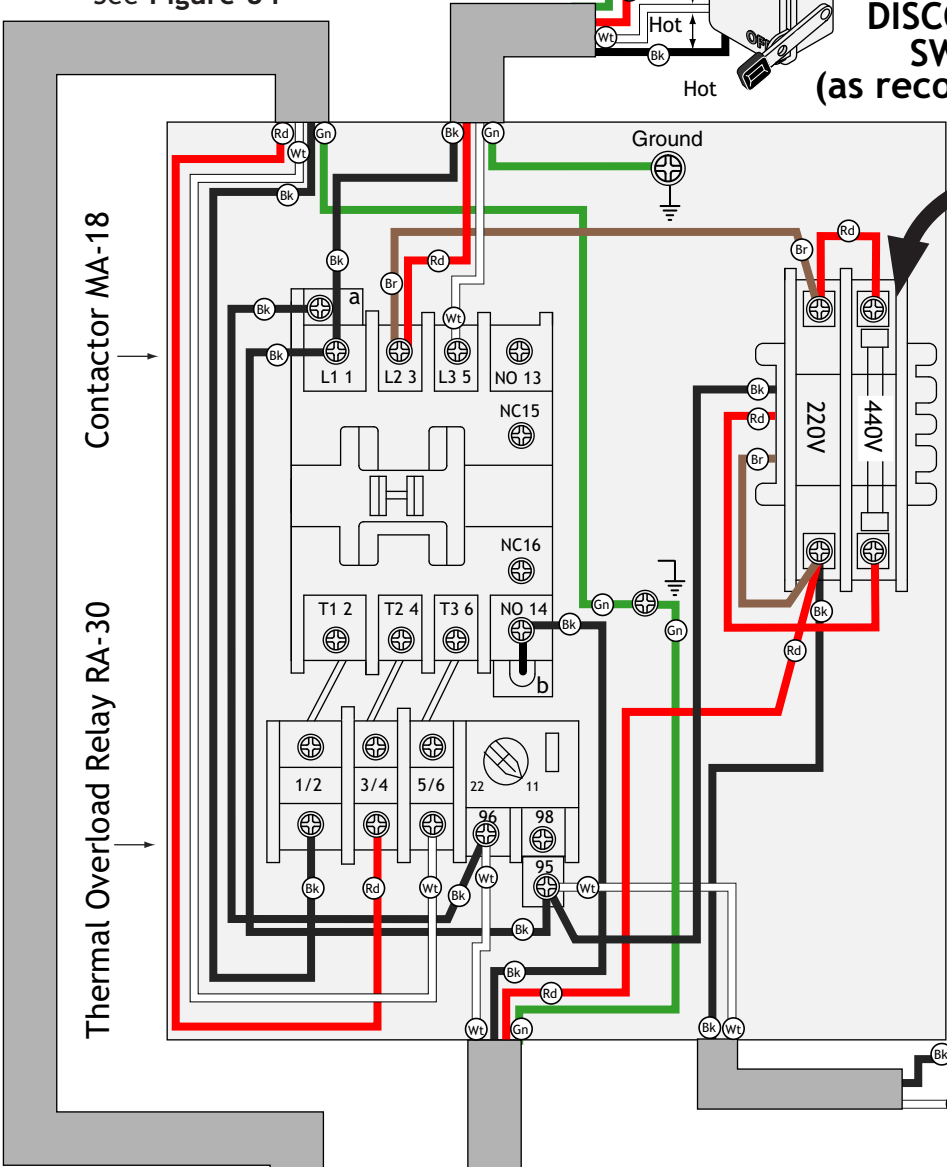 see Figure 64
Hot
Hot
OFF
DISCO
SW
(as reco
Wt
Bk
Rd
Wt
Gn
Bk
Bk
Gn
Ground
Bk
Rd
Br
Br
Rd
Bk
Bk
Wt
a
L1 1
L2 3
L3 5
NO 13
NC15
NC16
T1 2
T2 4
T3 6
NO 14
b
Bk
Contactor MA-18
Thermal Overload Relay RA-30
Bk
Rd
Br
220V
440V
Gn
Gn
Bk
Rd
1/2
3/4
5/6
22
11
96
98
95
Bk
Rd
Wt
Bk
Wt
Wt
Bk
Bk
Rd
Wt
Gn
Bk
Wt
Bk